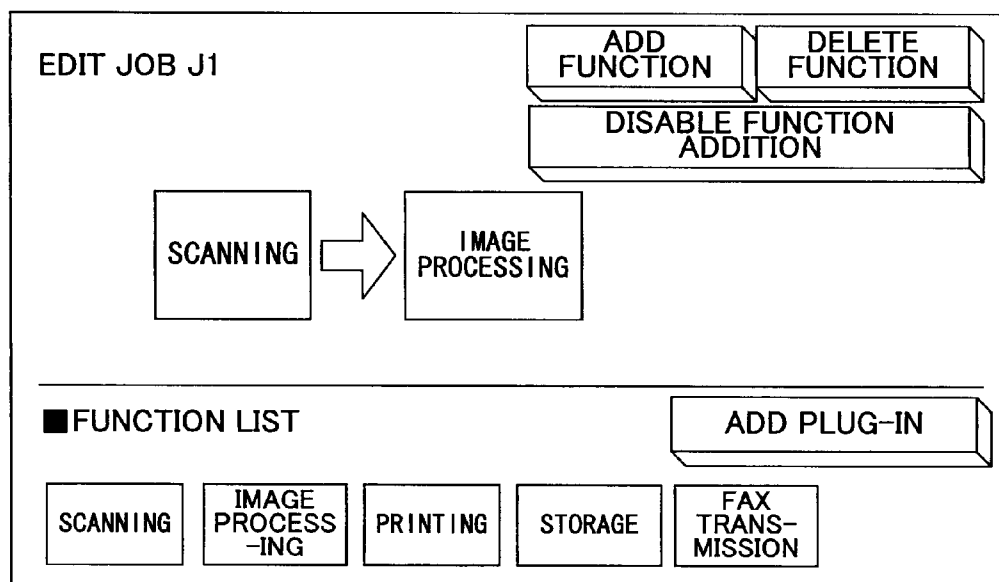 EDIT JOB J1
ADD
FUNCTION
DELETE
FUNCTION
DISABLE FUNCTION
ADDITION
SCANNING
IMAGE
PROCESSING
■FUNCTION LIST
ADD PLUG-IN
SCANNING
IMAGE
PROCESS
-ING
PRINTING
STORAGE
FAX
TRANS-
MISSION